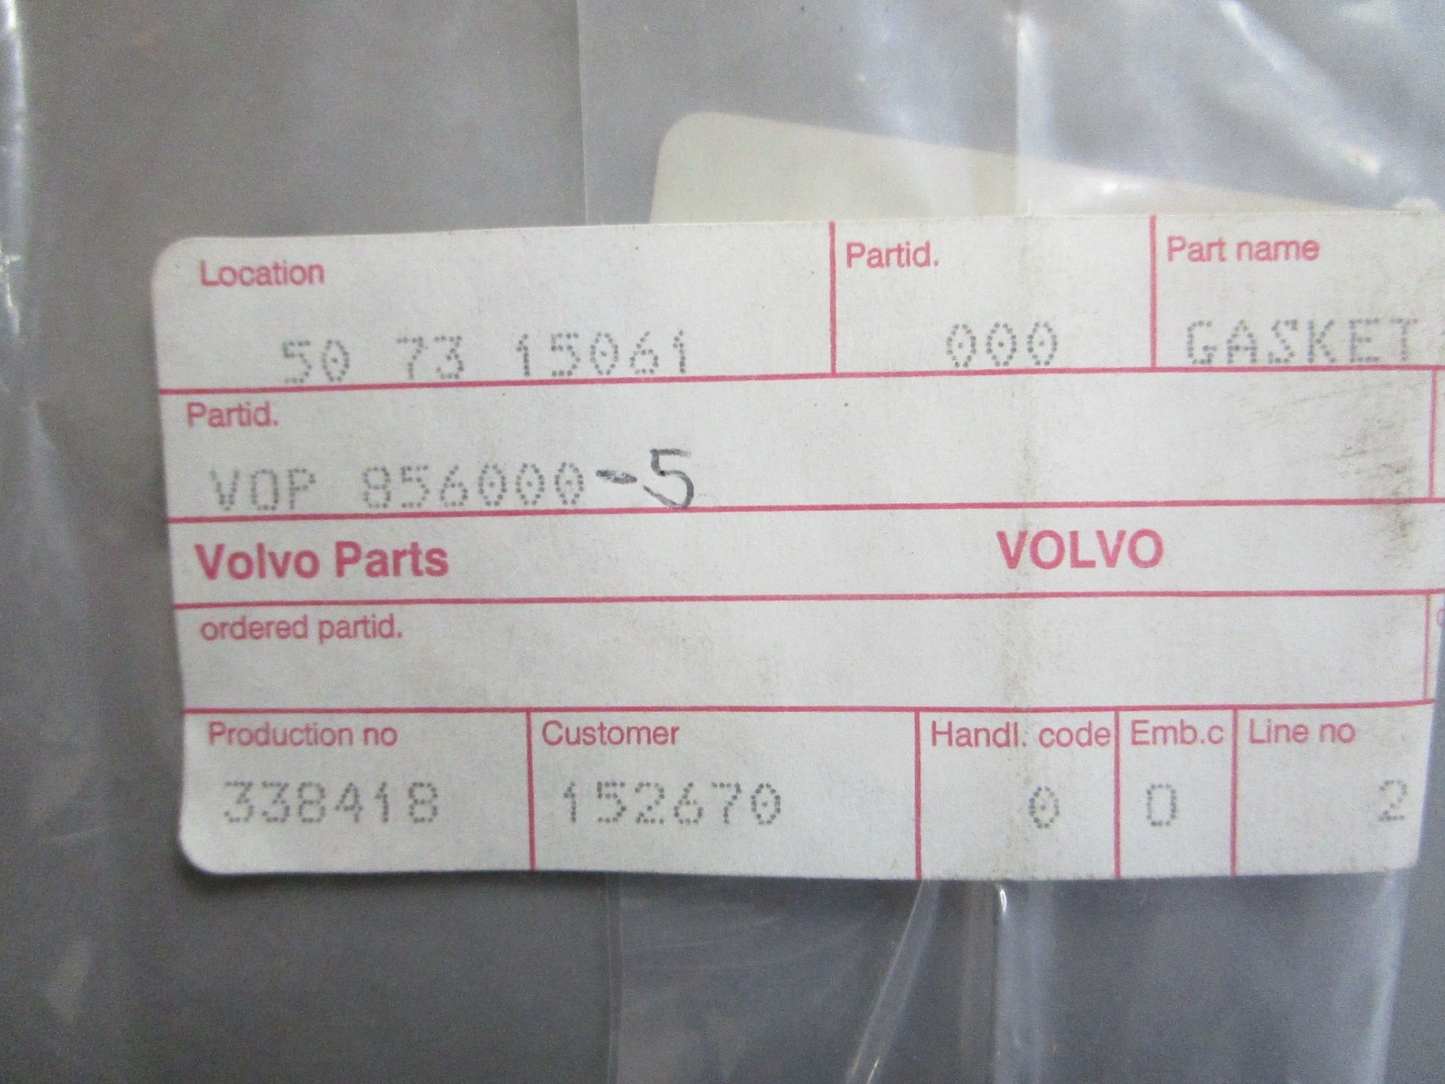 Location Partid. Part name
50 73 15061 000 GASKET
Partid.
VOP 856000-5
Volvo Parts VOLVO
ordered partid.
Production no Customer Handl. code Emb.c Line no
338418 152670 0 O 2